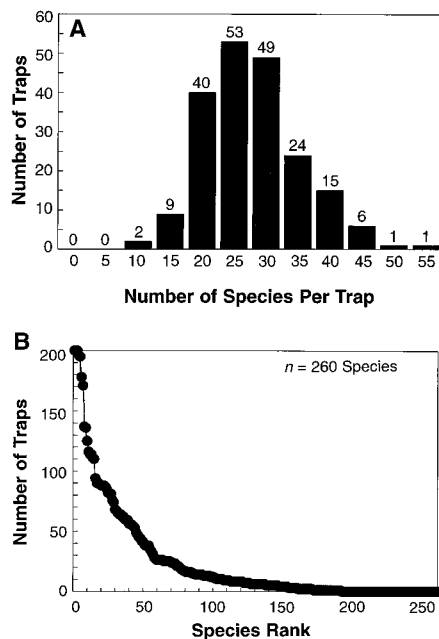 A
60
50
40
30
20
10
0
Number of Traps
0 0 2 9 40 53 49 24 15 6 1 1
0 5 10 15 20 25 30 35 40 45 50 55
Number of Species Per Trap
B
200
150
100
50
0
Number of Traps
n = 260 Species
0 50 100 150 200 250
Species Rank